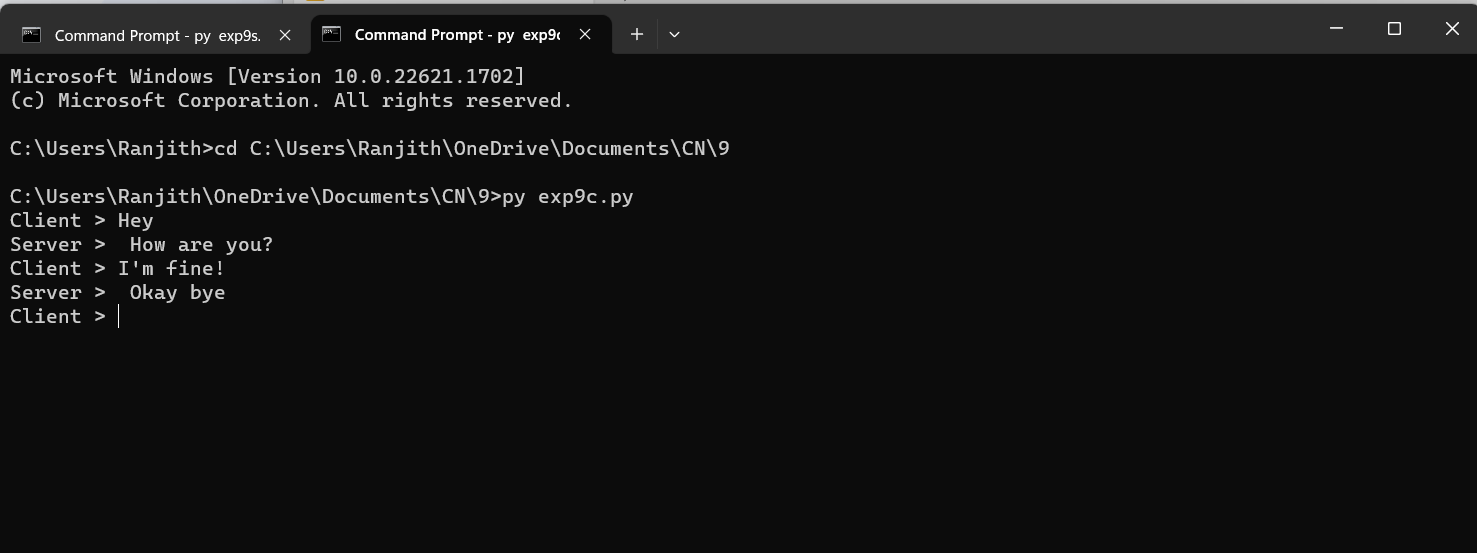 Command Prompt - py exp9s.
Command Prompt - py exp9c
Microsoft Windows [Version 10.0.22621.1702]
(c) Microsoft Corporation. All rights reserved.
C:\Users\Ranjith>cd C:\Users\Ranjith\OneDrive\Documents\CN\9
C:\Users\Ranjith\OneDrive\Documents\CN\9>py exp9c.py
Client > Hey
Server >  How are you?
Client > I'm fine!
Server >  Okay bye
Client >